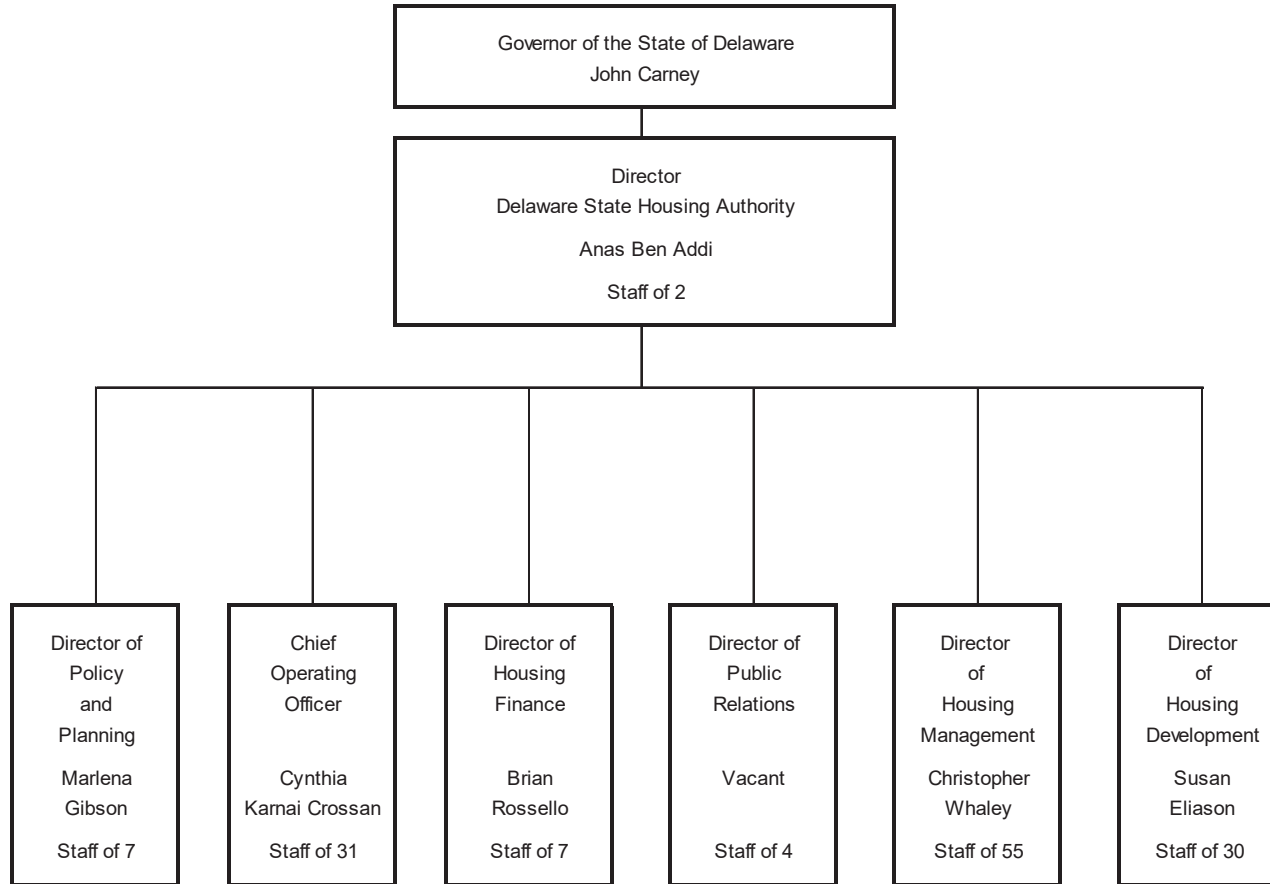 Governor of the State of Delaware
John Carney
Director
Delaware State Housing Authority
Anas Ben Addi
Staff of 2
Director of
Policy
and
Planning
Marlena
Gibson
Staff of 7
Chief
Operating
Officer
Cynthia
Karnai Crossan
Staff of 31
Director of
Housing
Finance
Brian
Rossello
Staff of 7
Director of
Public
Relations
Vacant
Staff of 4
Director
of
Housing
Management
Christopher
Whaley
Staff of 55
Director
of
Housing
Development
Susan
Eliason
Staff of 30